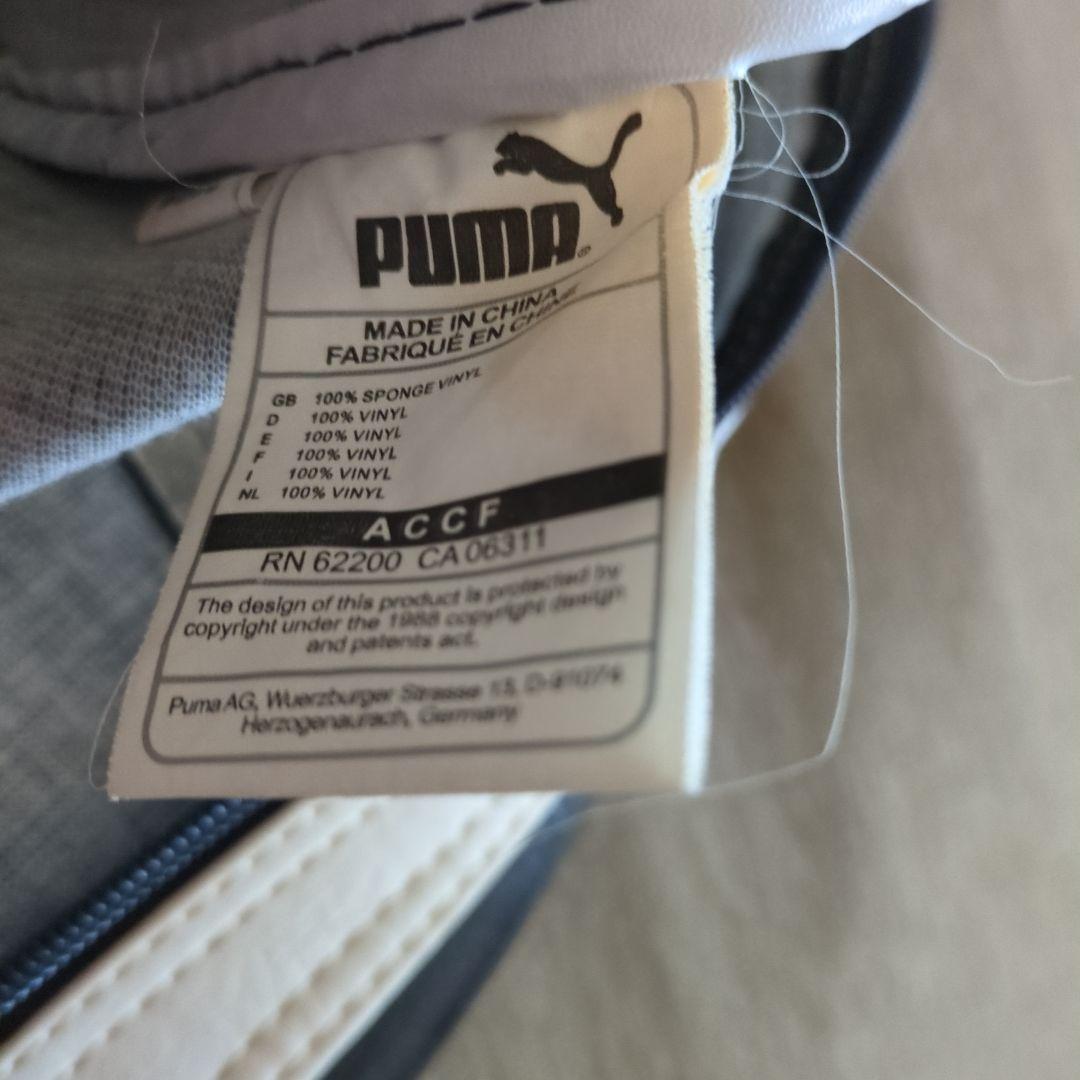 PUMA®
MADE IN CHINA
FABRIQUÉ EN CHINE
GB 100% SPONGE VINYL
D 100% VINYL
E 100% VINYL
F 100% VINYL
I 100% VINYL
NL 100% VINYL
ACCF
RN 62200 CA 06311
The design of this product is protected by
copyright under the 1988 copyright design
and patents act.
Puma AG, Wuerzburger Strasse 13, D-91074
Herzogenaurach, Germany